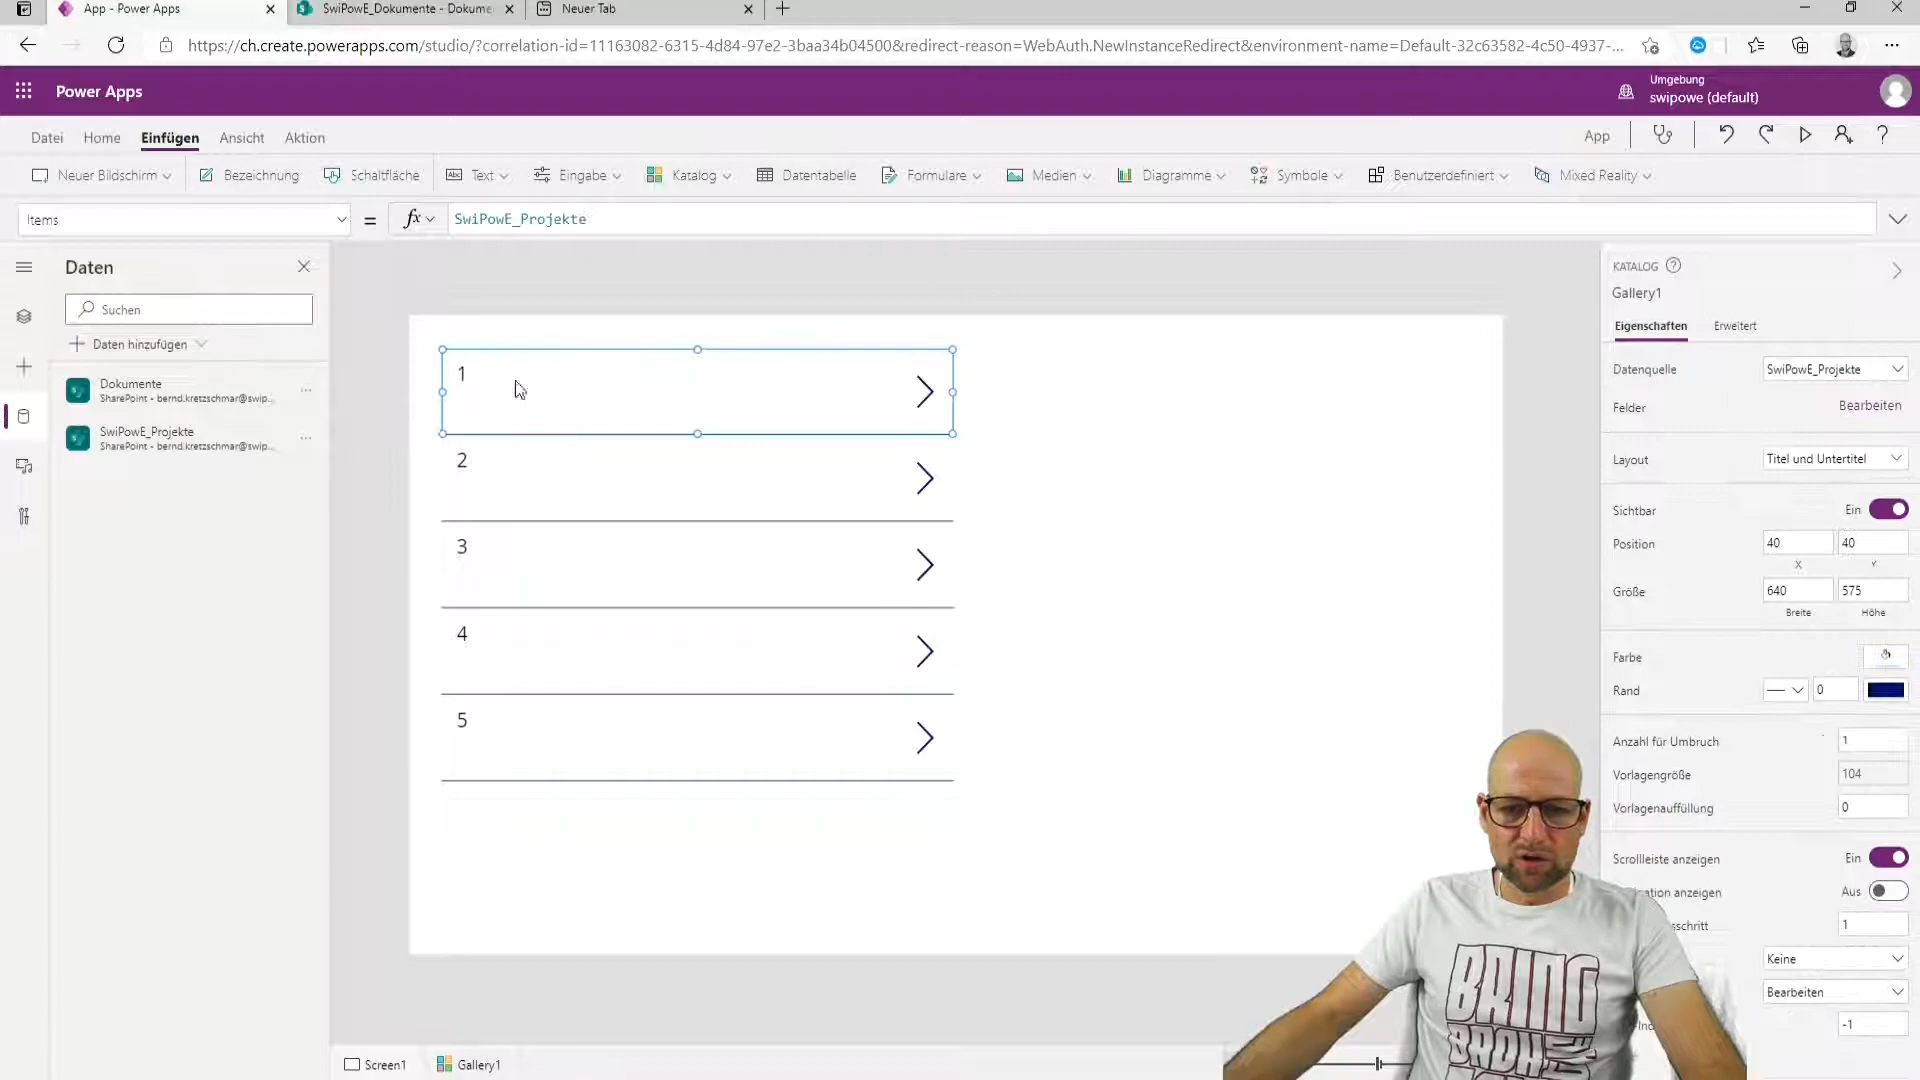 App - Power Apps
SwiPowE_Dokumente - Dokume
Neuer Tab
https://ch.create.powerapps.com/studio/?correlation-id=11163082-6315-4d84-97e2-3baa34b04500&redirect-reason=WebAuth.NewInstanceRedirect&environment-name=Default-32c63582-4c50-4937-...
Power Apps
Umgebung
swipowe (default)
Datei Home Einfügen Ansicht Aktion
App
Neuer Bildschirm Bezeichnung Schaltfläche Text Eingabe Katalog Datentabelle Formulare Medien Diagramme Symbole Benutzerdefiniert Mixed Reality
Items = fx SwiPowE_Projekte
Daten
Suchen
Daten hinzufügen
Dokumente
SharePoint - bernd.kretzschmar@swip...
SwiPowE_Projekte
SharePoint - bernd.kretzschmar@swip...
1
2
3
4
5
KATALOG
Gallery1
Eigenschaften Erweitert
Datenquelle SwiPowE_Projekte
Felder Bearbeiten
Layout Titel und Untertitel
Sichtbar Ein
Position 40 40
X Y
Größe 640 575
Breite Höhe
Farbe
Rand 0
Anzahl für Umbruch 1
Vorlagengröße 104
Vorlagenauffüllung 0
Scrollleiste anzeigen Ein
anzeigen Aus
1
Keine
Bearbeiten
-1
Screen1 Gallery1
BRING